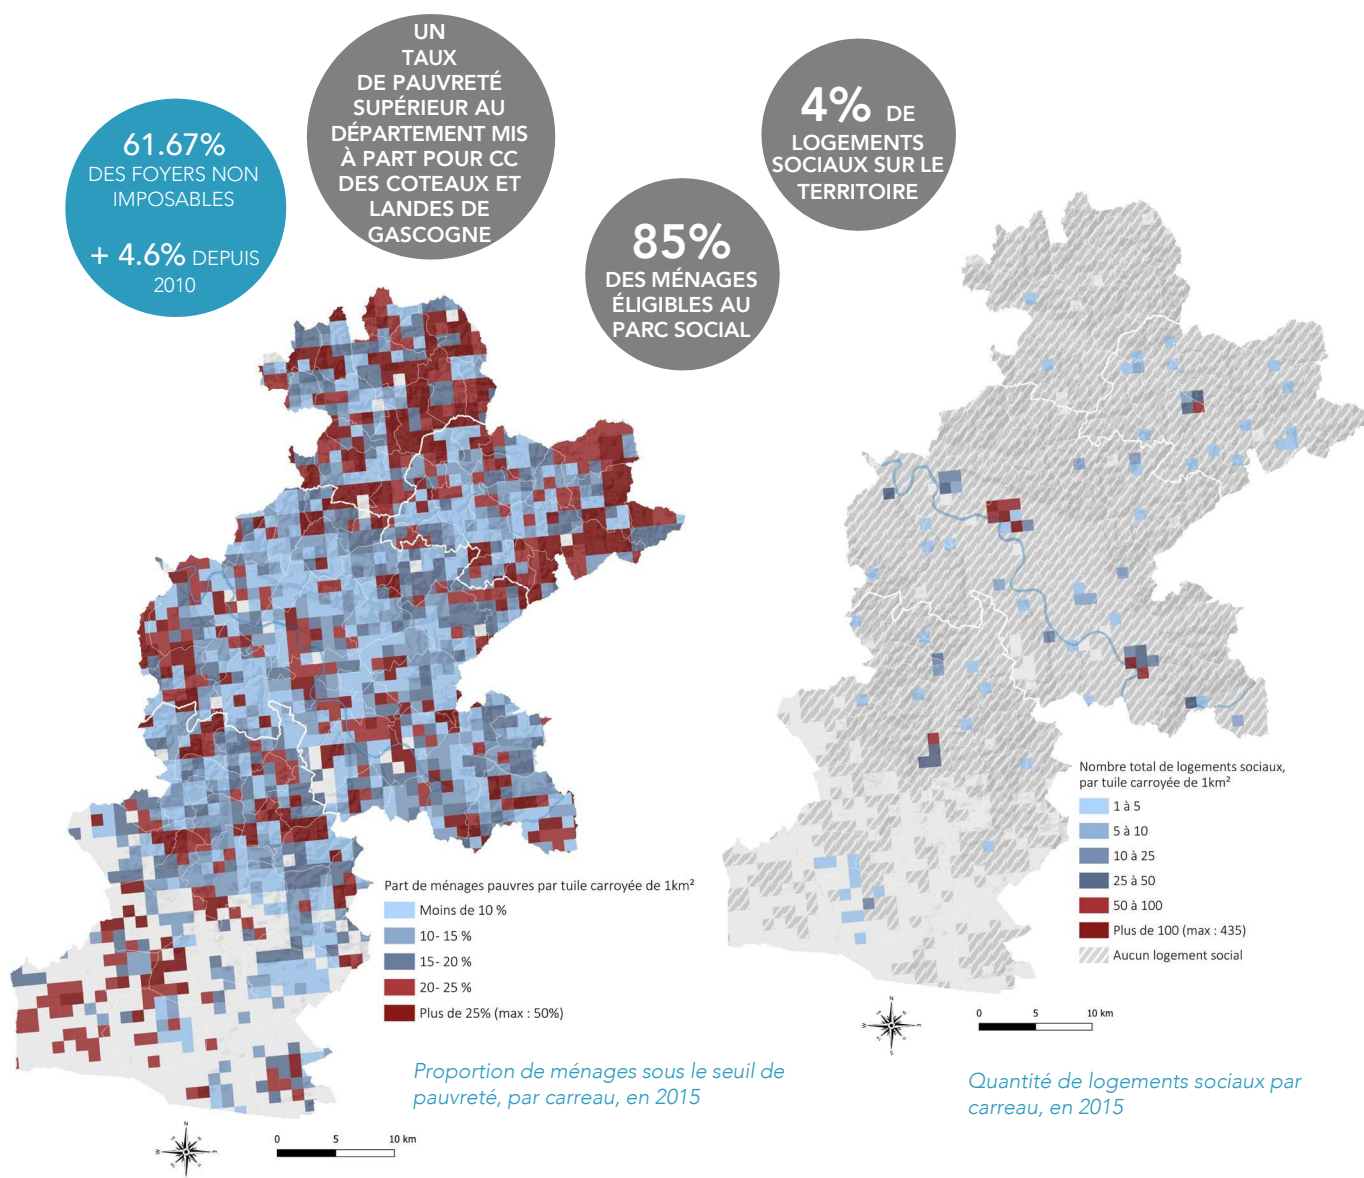 61.67%
DES FOYERS NON
IMPOSABLES
+ 4.6% DEPUIS
2010
UN
TAUX
DE PAUVRETÉ
SUPÉRIEUR AU
DÉPARTEMENT MIS
À PART POUR CC
DES COTEAUX ET
LANDES DE
GASCOGNE
85%
DES MÉNAGES
ÉLIGIBLES AU
PARC SOCIAL
4% DE
LOGEMENTS
SOCIAUX SUR LE
TERRITOIRE
Part de ménages pauvres par tuile carroyée de 1km²
Moins de 10 %
10- 15 %
15- 20 %
20- 25 %
Plus de 25% (max : 50%)
Proportion de ménages sous le seuil de
pauvreté, par carreau, en 2015
0 5 10 km
Nombre total de logements sociaux,
par tuile carroyée de 1km²
1 à 5
5 à 10
10 à 25
25 à 50
50 à 100
Plus de 100 (max : 435)
Aucun logement social
0 5 10 km
Quantité de logements sociaux par
carreau, en 2015